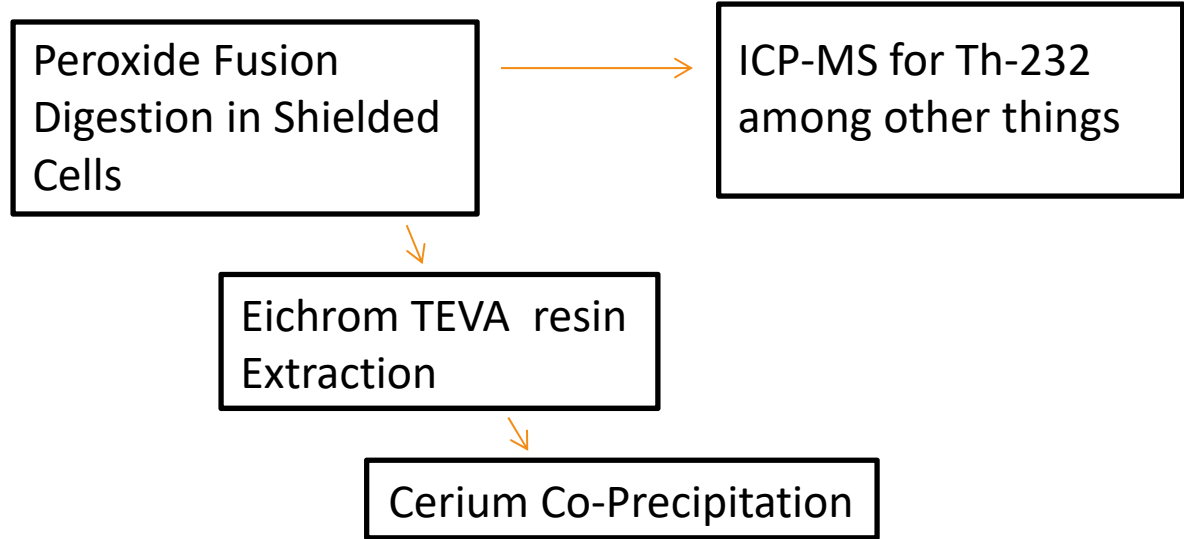 Peroxide Fusion
Digestion in Shielded
Cells
ICP-MS for Th-232
among other things
Eichrom TEVA  resin
Extraction
Cerium Co-Precipitation